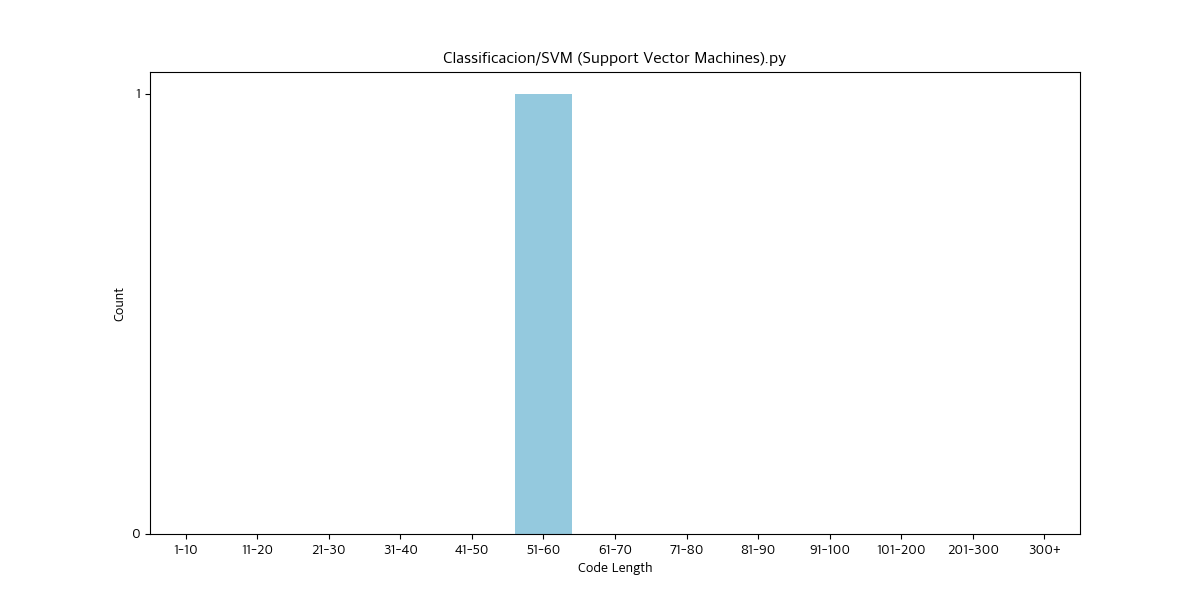 Classificacion/SVM (Support Vector Machines).py
1
Count
0
1-10 11-20 21-30 31-40 41-50 51-60 61-70 71-80 81-90 91-100 101-200 201-300 300+
Code Length